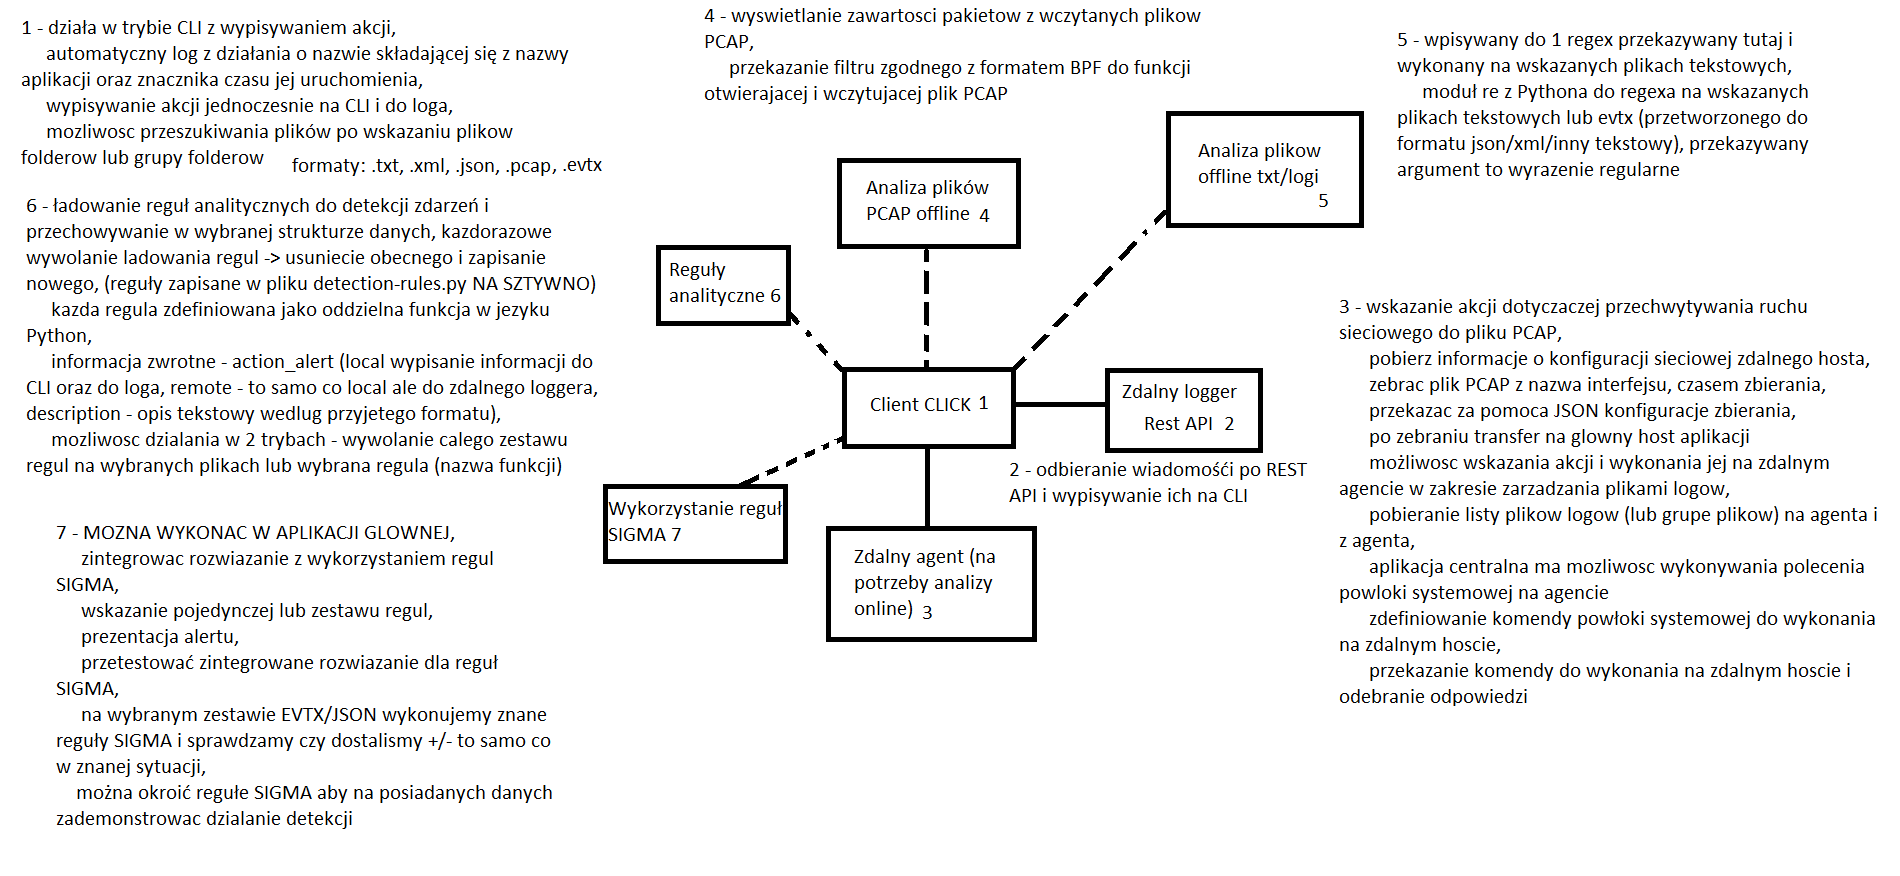 1 - działa w trybie CLI z wypisywaniem akcji,
automatyczny log z działania o nazwie składającej się z nazwy
aplikacji oraz znacznika czasu jej uruchomienia,
wypisywanie akcji jednoczesnie na CLI i do loga,
mozliwosc przeszukiwania plików po wskazaniu plikow
folderow lub grupy folderow
formaty: .txt, .xml, .json, .pcap, .evtx
6 - ładowanie reguł analitycznych do detekcji zdarzeń i
przechowywanie w wybranej strukturze danych, kazdorazowe
wywolanie ladowania regul -> usuniecie obecnego i zapisanie
nowego, (reguły zapisane w pliku detection-rules.py NA SZTYWNO)
kazda regula zdefiniowana jako oddzielna funkcja w jezyku
Python,
informacja zwrotne - action_alert (local wypisanie informacji do
CLI oraz do loga, remote - to samo co local ale do zdalnego loggera,
description - opis tekstowy wedlug przyjetego formatu),
mozliwosc dzialania w 2 trybach - wywolanie calego zestawu
regul na wybranych plikach lub wybrana regula (nazwa funkcji)
7 - MOZNA WYKONAC W APLIKACJI GLOWNEJ,
zintegrowac rozwiazanie z wykorzystaniem regul
SIGMA,
wskazanie pojedynczej lub zestawu regul,
prezentacja alertu,
przetestować zintegrowane rozwiazanie dla reguł
SIGMA,
na wybranym zestawie EVTX/JSON wykonujemy znane
reguły SIGMA i sprawdzamy czy dostalismy +/- to samo co
w znanej sytuacji,
można okroić regułe SIGMA aby na posiadanych danych
zademonstrowac dzialanie detekcji
4 - wyswietlanie zawartosci pakietow z wczytanych plikow
PCAP,
przekazanie filtru zgodnego z formatem BPF do funkcji
otwierajacej i wczytujacej plik PCAP
Analiza plików
PCAP offline 4
Reguły
analityczne 6
Client CLICK 1
Wykorzystanie reguł
SIGMA 7
Zdalny agent (na
potrzeby analizy
online) 3
Analiza plikow
offline txt/logi
5
Zdalny logger
Rest API 2
2 - odbieranie wiadomośći po REST
API i wypisywanie ich na CLI
5 - wpisywany do 1 regex przekazywany tutaj i
wykonany na wskazanych plikach tekstowych,
moduł re z Pythona do regexa na wskazanych
plikach tekstowych lub evtx (przetworzonego do
formatu json/xml/inny tekstowy), przekazywany
argument to wyrazenie regularne
3 - wskazanie akcji dotyczaczej przechwytywania ruchu
sieciowego do pliku PCAP,
pobierz informacje o konfiguracji sieciowej zdalnego hosta,
zebrac plik PCAP z nazwa interfejsu, czasem zbierania,
przekazac za pomoca JSON konfiguracje zbierania,
po zebraniu transfer na glowny host aplikacji
możliwosc wskazania akcji i wykonania jej na zdalnym
agencie w zakresie zarzadzania plikami logow,
pobieranie listy plikow logow (lub grupe plikow) na agenta i
z agenta,
aplikacja centralna ma mozliwosc wykonywania polecenia
powloki systemowej na agencie
zdefiniowanie komendy powłoki systemowej do wykonania
na zdalnym hoscie,
przekazanie komendy do wykonania na zdalnym hoscie i
odebranie odpowiedzi